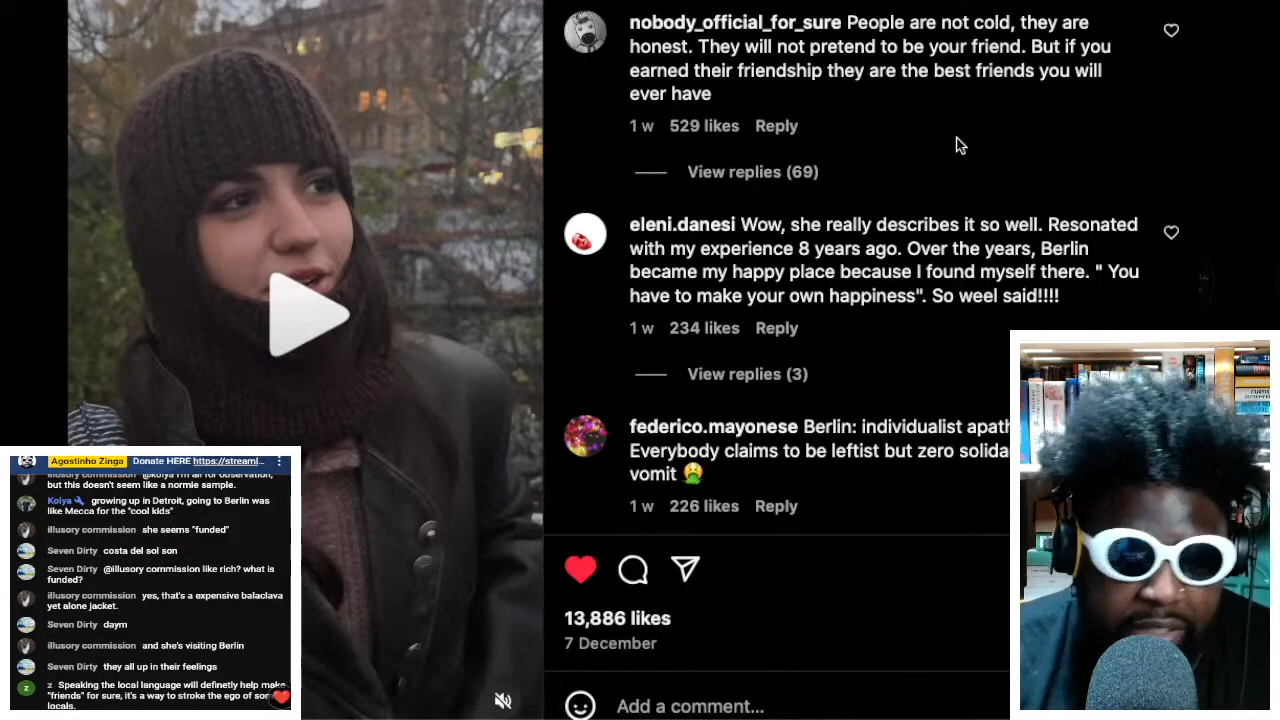 nobody_official_for_sure People are not cold, they are
honest. They will not pretend to be your friend. But if you
earned their friendship they are the best friends you will
ever have
1 w 529 likes Reply
View replies (69)
eleni.danesi Wow, she really describes it so well. Resonated
with my experience 8 years ago. Over the years, Berlin
became my happy place because I found myself there. " You
have to make your own happiness". So weel said!!!!
1 w 234 likes Reply
View replies (3)
federico.mayonese Berlin: individualist apath
Everybody claims to be leftist but zero solida
vomit 🤮
1 w 226 likes Reply
13,886 likes
7 December
Add a comment...
Agostinho Zinga Donate HERE https://streaml...
illusory commission @kolya I'm all for observation,
but this doesn't seem like a normie sample.
Kolya growing up in Detroit, going to Berlin was
like Mecca for the "cool kids"
illusory commission she seems "funded"
Seven Dirty costa del sol son
Seven Dirty @illusory commission like rich? what is
funded?
illusory commission yes, that's a expensive balaclava
yet alone jacket.
Seven Dirty daym
illusory commission and she's visiting Berlin
Seven Dirty they all up in their feelings
z z Speaking the local language will definetly help make
"friends" for sure, it's a way to stroke the ego of som
locals.